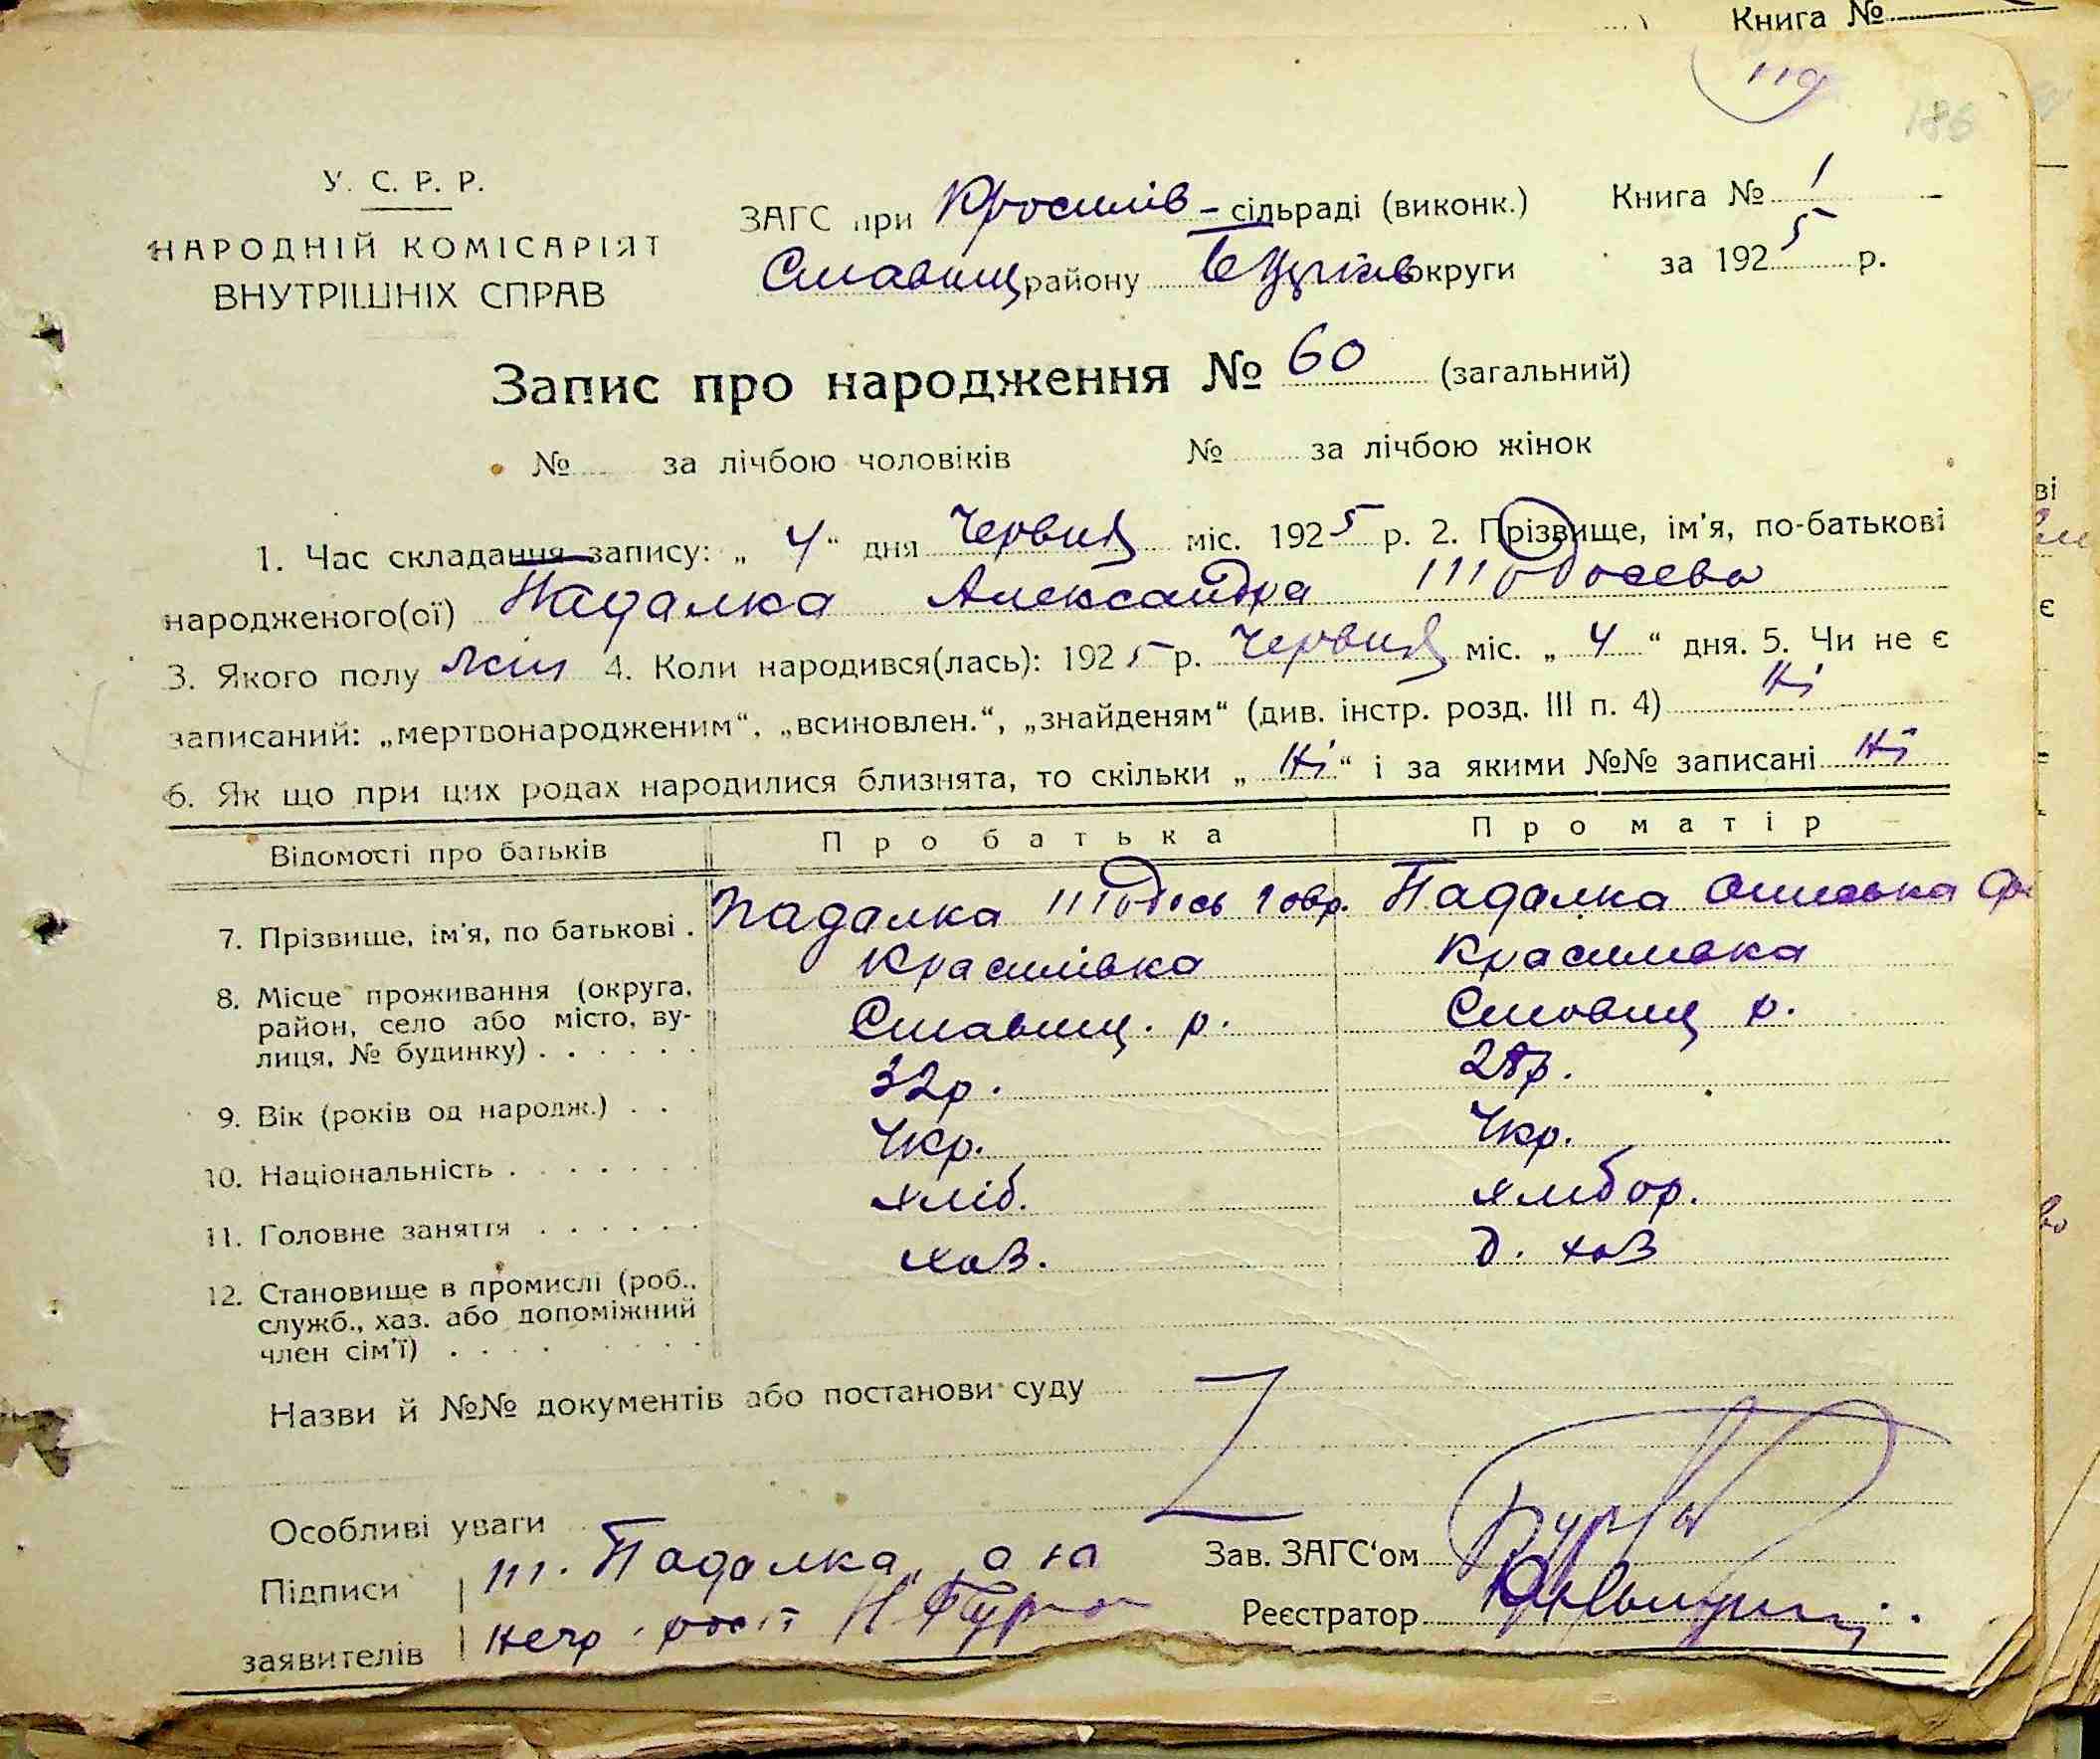 Книга №
119
186
У. С. Р. Р.
НАРОДНІЙ КОМІСАРІЯТ
ВНУТРІШНІХ СПРАВ
ЗАГС при Красилів - сільраді (виконк.)
Ставищ району округи
Книга № 1
за 1925 р.
Запис про народження № 60 (загальний)
№ за лічбою чоловіків № за лічбою жінок
1. Час складання запису: „ 4 “ дня Червня міс. 1925 р. 2. Прізвище, ім'я, по-батькові
народженого(ої) Падалка Александра Тодосева
3. Якого полу жін 4. Коли народився(лась): 1925 р. Червня міс. „ 4 “ дня. 5. Чи не є
записаний: „мертвонародженим“, „всиновлен.“, „знайденям“ (див. інстр. розд. III п. 4) Ні
6. Як що при цих родах народилися близнята, то скільки „ Ні “ і за якими №№ записані Ні
Відомості про батьків Про батька Про матір
7. Прізвище, ім'я, по батькові . Падалка Тодось Падалка
8. Місце проживання (округа, район, село або місто, вулиця, № будинку) . . . . . . Красилівка Ставищ. р. Красилівка Ставищ р.
9. Вік (років од народж.) . . 32р. 28р.
10. Національність . . . . . . . Укр. Укр.
11. Головне заняття . . . . . . хліб. хлібор.
12. Становище в промислі (роб., служб., хаз. або допоміжний член сім'ї) . . . . . . . . хаз. д. хаз
Назви й №№ документів або постанови суду
Особливі уваги
Підписи т. Падалка, а за
заявителів негр.
Зав. ЗАГС'ом
Реєстратор